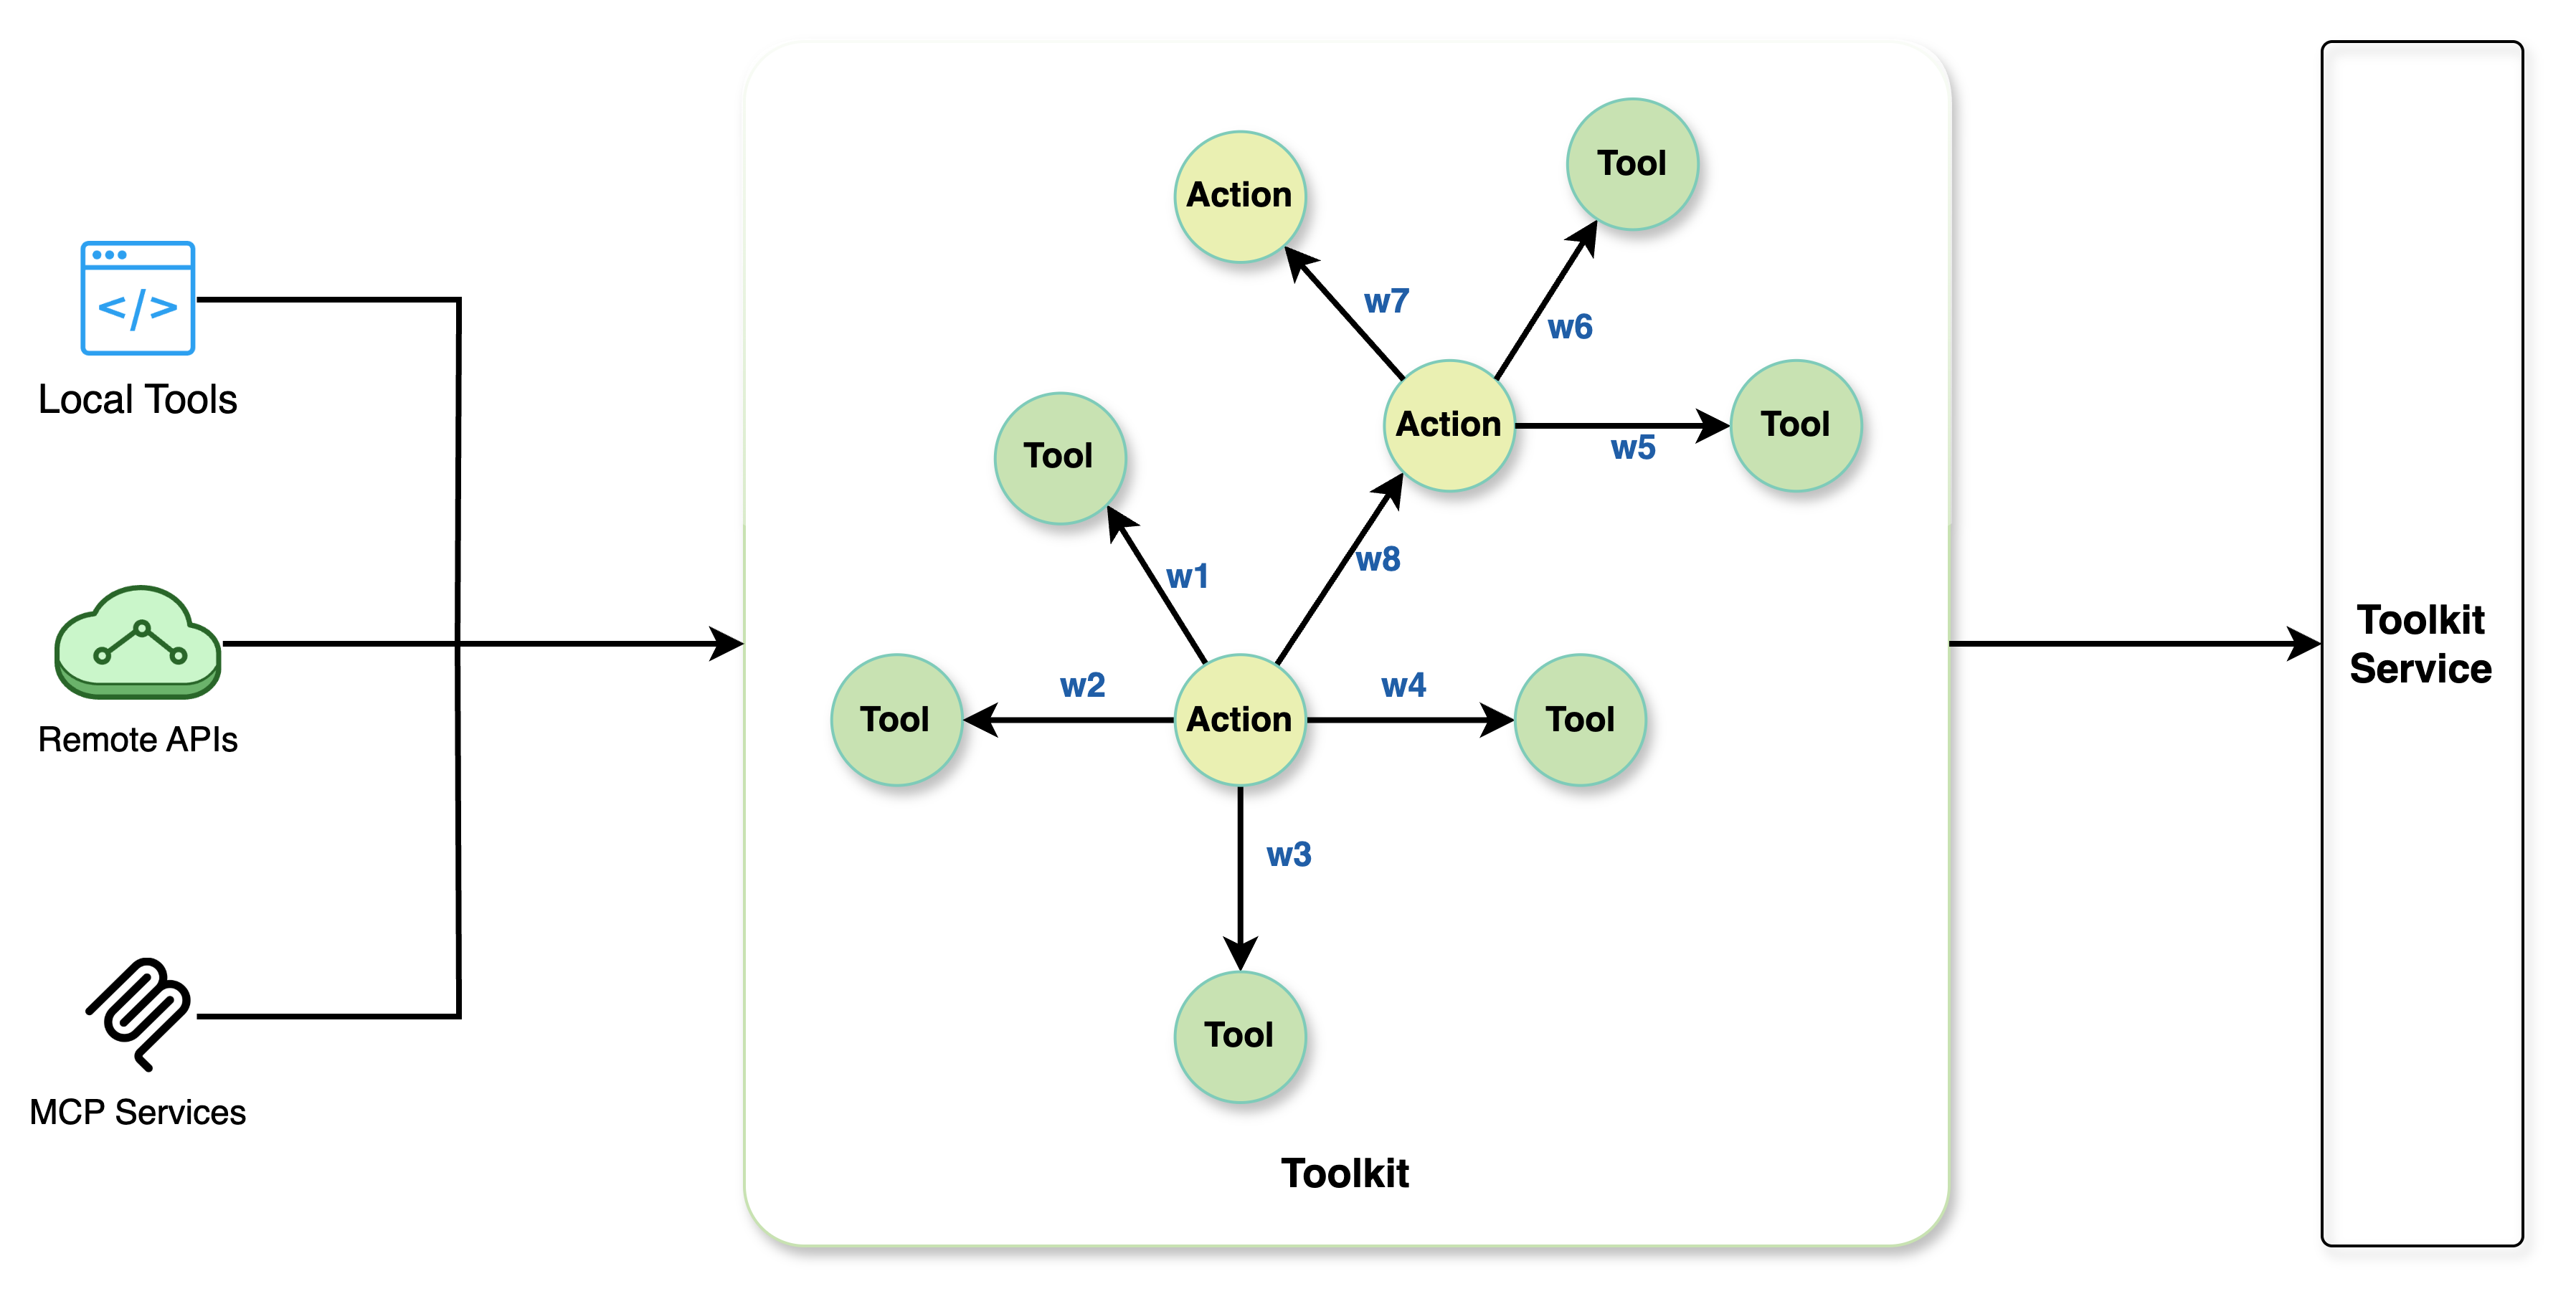 Local Tools
Remote APIs
MCP Services
</>
Action
Tool
w7
w6
Action
Tool
w5
Tool
w1
w8
w2
w4
Tool
Action
Tool
w3
Tool
Toolkit
Toolkit
Service